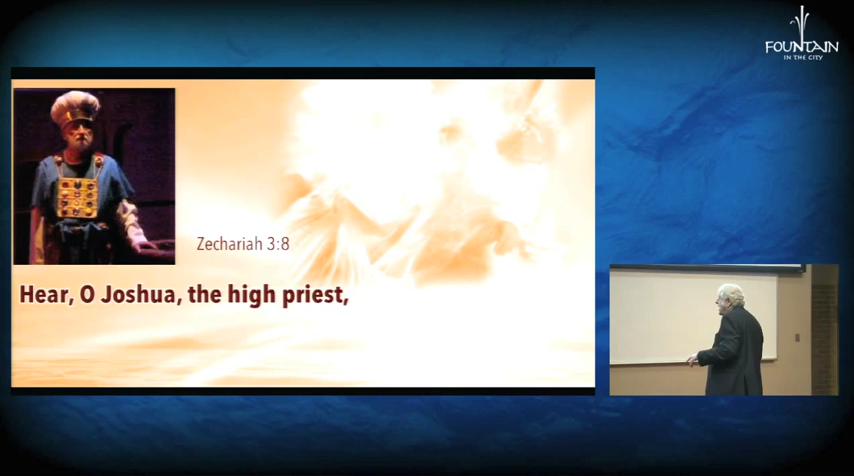 FOUNTAIN
IN THE CITY
Zechariah 3:8
Hear, O Joshua, the high priest,